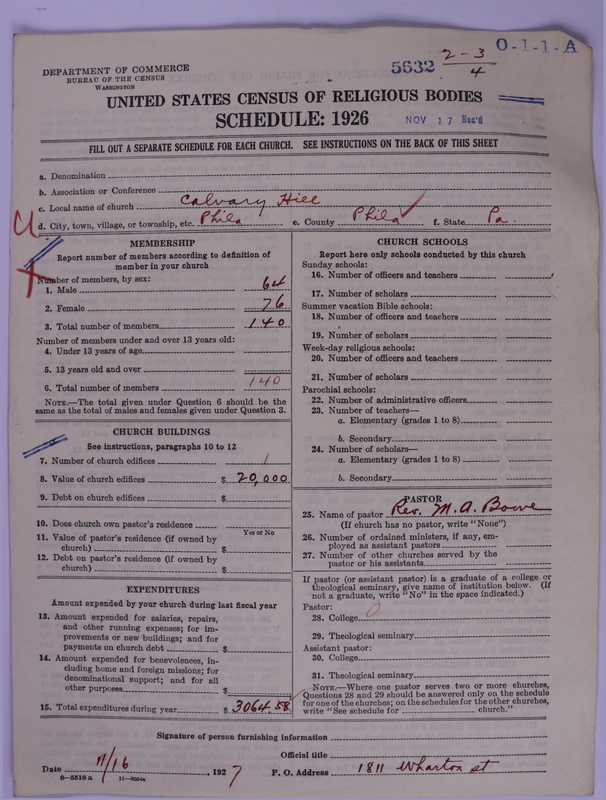 O-1-1-A
5632 2-3/4
DEPARTMENT OF COMMERCE
BUREAU OF THE CENSUS
WASHINGTON
UNITED STATES CENSUS OF RELIGIOUS BODIES
SCHEDULE: 1926
NOV 17 Rec'd
FILL OUT A SEPARATE SCHEDULE FOR EACH CHURCH. SEE INSTRUCTIONS ON THE BACK OF THIS SHEET
a. Denomination
b. Association or Conference
c. Local name of church Calvary Hill
d. City, town, village, or township, etc. Phila e. County Phila f. State Pa.
MEMBERSHIP
Report number of members according to definition of
member in your church
Number of members, by sex:
1. Male 64
2. Female 76
3. Total number of members 140
Number of members under and over 13 years old:
4. Under 13 years of age
5. 13 years old and over
6. Total number of members 140
NOTE.—The total given under Question 6 should be the
same as the total of males and females given under Question 3.
CHURCH BUILDINGS
See instructions, paragraphs 10 to 12
7. Number of church edifices 1
8. Value of church edifices $ 20,000
9. Debt on church edifices $
10. Does church own pastor's residence
Yes or No
11. Value of pastor's residence (if owned by
church) $
12. Debt on pastor's residence (if owned by
church) $
EXPENDITURES
Amount expended by your church during last fiscal year
13. Amount expended for salaries, repairs,
and other running expenses; for im-
provements or new buildings; and for
payments on church debt $
14. Amount expended for benevolences, in-
cluding home and foreign missions; for
denominational support; and for all
other purposes $
15. Total expenditures during year $ 3064.58
CHURCH SCHOOLS
Report here only schools conducted by this church
Sunday schools:
16. Number of officers and teachers
17. Number of scholars
Summer vacation Bible schools:
18. Number of officers and teachers
19. Number of scholars
Week-day religious schools:
20. Number of officers and teachers
21. Number of scholars
Parochial schools:
22. Number of administrative officers
23. Number of teachers—
a. Elementary (grades 1 to 8)
b. Secondary
24. Number of scholars—
a. Elementary (grades 1 to 8)
b. Secondary
PASTOR
25. Name of pastor Rev. M. A. Bowe
(If church has no pastor, write "None")
26. Number of ordained ministers, if any, em-
ployed as assistant pastors
27. Number of other churches served by the
pastor or his assistants
If pastor (or assistant pastor) is a graduate of a college or
theological seminary, give name of institution below. (If
not a graduate, write "No" in the space indicated.)
Pastor: 0
28. College
29. Theological seminary
Assistant pastor:
30. College
31. Theological seminary
NOTE.—Where one pastor serves two or more churches,
Questions 28 and 29 should be answered only on the schedule
for one of the churches; on the schedules for the other churches,
write "See schedule for church."
Signature of person furnishing information
Official title
Date 11/16, 1927 P. O. Address 1811 Wharton st
8-5518a 11-9034a